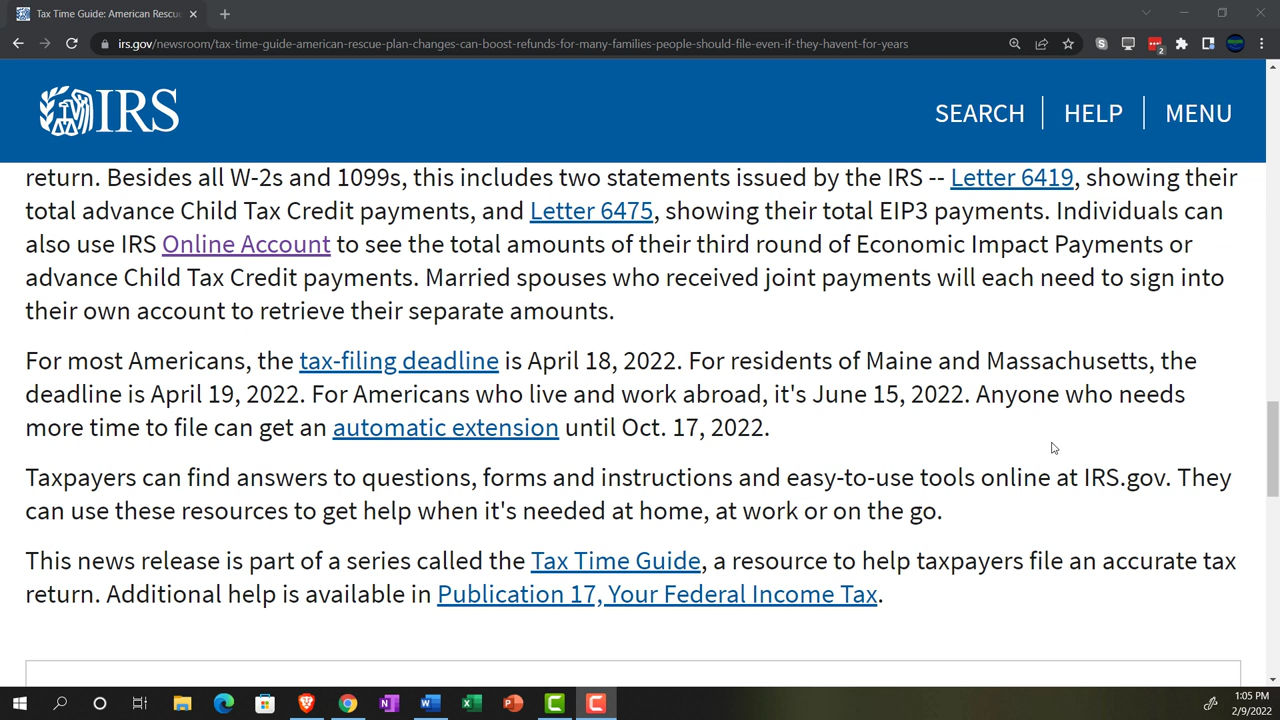 Tax Time Guide: American Rescue
irs.gov/newsroom/tax-time-guide-american-rescue-plan-changes-can-boost-refunds-for-many-families-people-should-file-even-if-they-havent-for-years
2
IRS
SEARCH
HELP
MENU
return. Besides all W-2s and 1099s, this includes two statements issued by the IRS -- Letter 6419, showing their
total advance Child Tax Credit payments, and Letter 6475, showing their total EIP3 payments. Individuals can
also use IRS Online Account to see the total amounts of their third round of Economic Impact Payments or
advance Child Tax Credit payments. Married spouses who received joint payments will each need to sign into
their own account to retrieve their separate amounts.
For most Americans, the tax-filing deadline is April 18, 2022. For residents of Maine and Massachusetts, the
deadline is April 19, 2022. For Americans who live and work abroad, it's June 15, 2022. Anyone who needs
more time to file can get an automatic extension until Oct. 17, 2022.
Taxpayers can find answers to questions, forms and instructions and easy-to-use tools online at IRS.gov. They
can use these resources to get help when it's needed at home, at work or on the go.
This news release is part of a series called the Tax Time Guide, a resource to help taxpayers file an accurate tax
return. Additional help is available in Publication 17, Your Federal Income Tax.
1:05 PM
2/9/2022